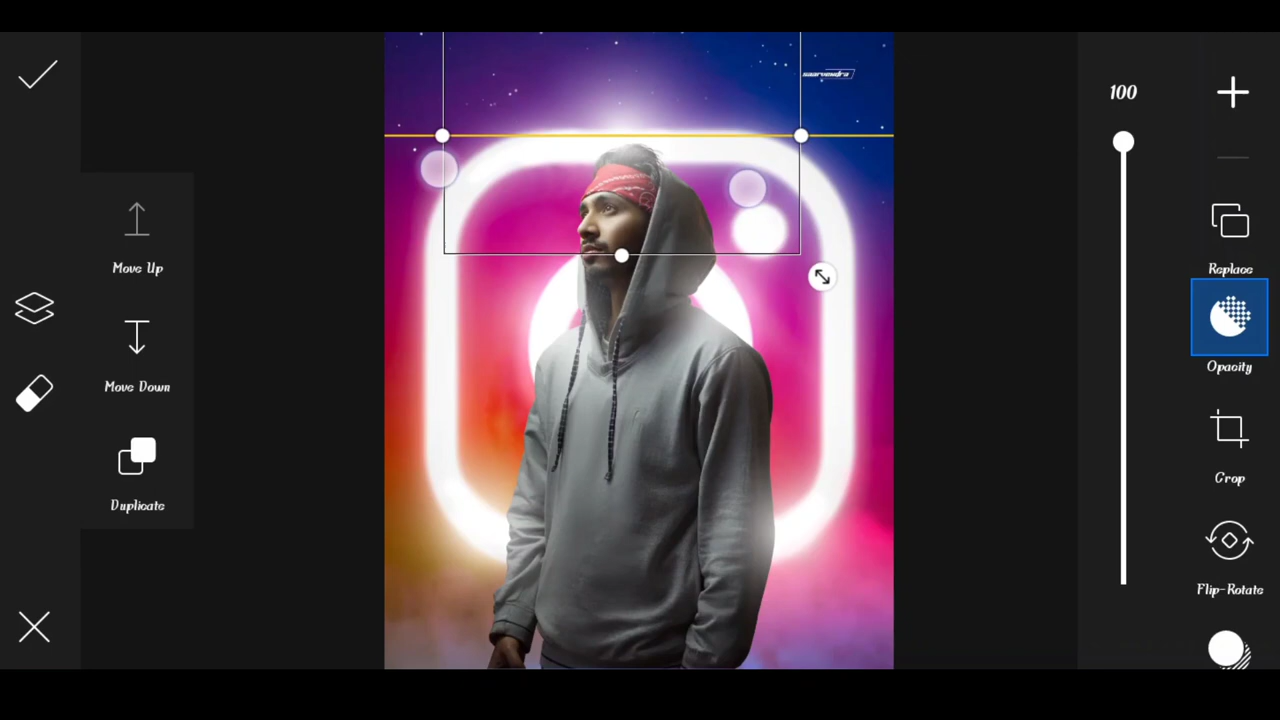 100
Move Up
Move Down
Duplicate
Replace
Opacity
Crop
Flip-Rotate